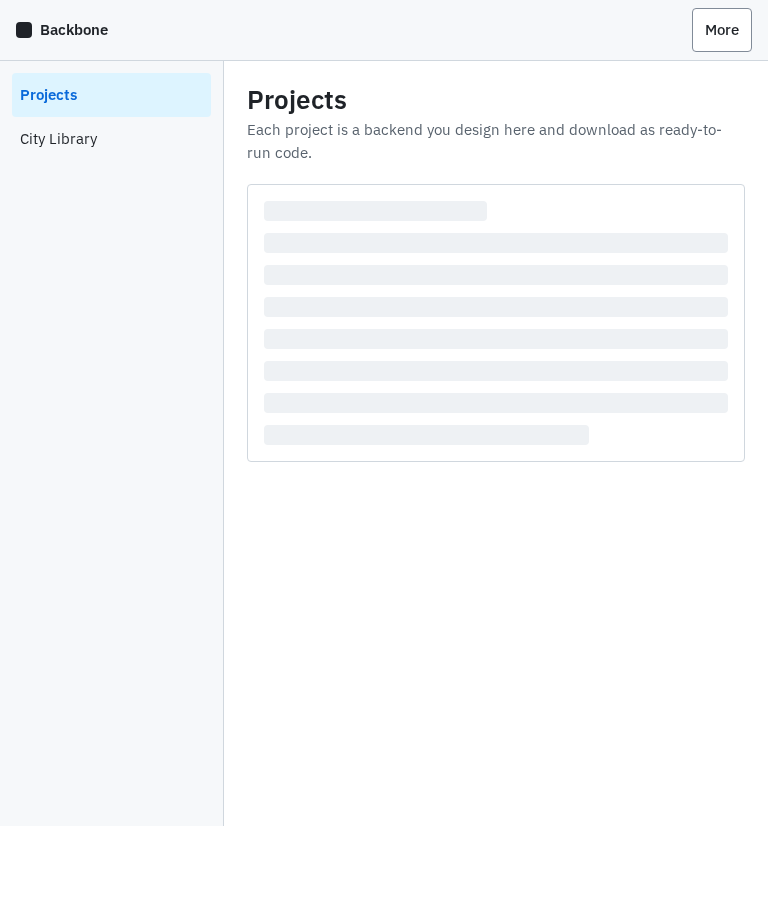 Backbone
More
Projects
City Library
Projects
Each project is a backend you design here and download as ready-to-
run code.